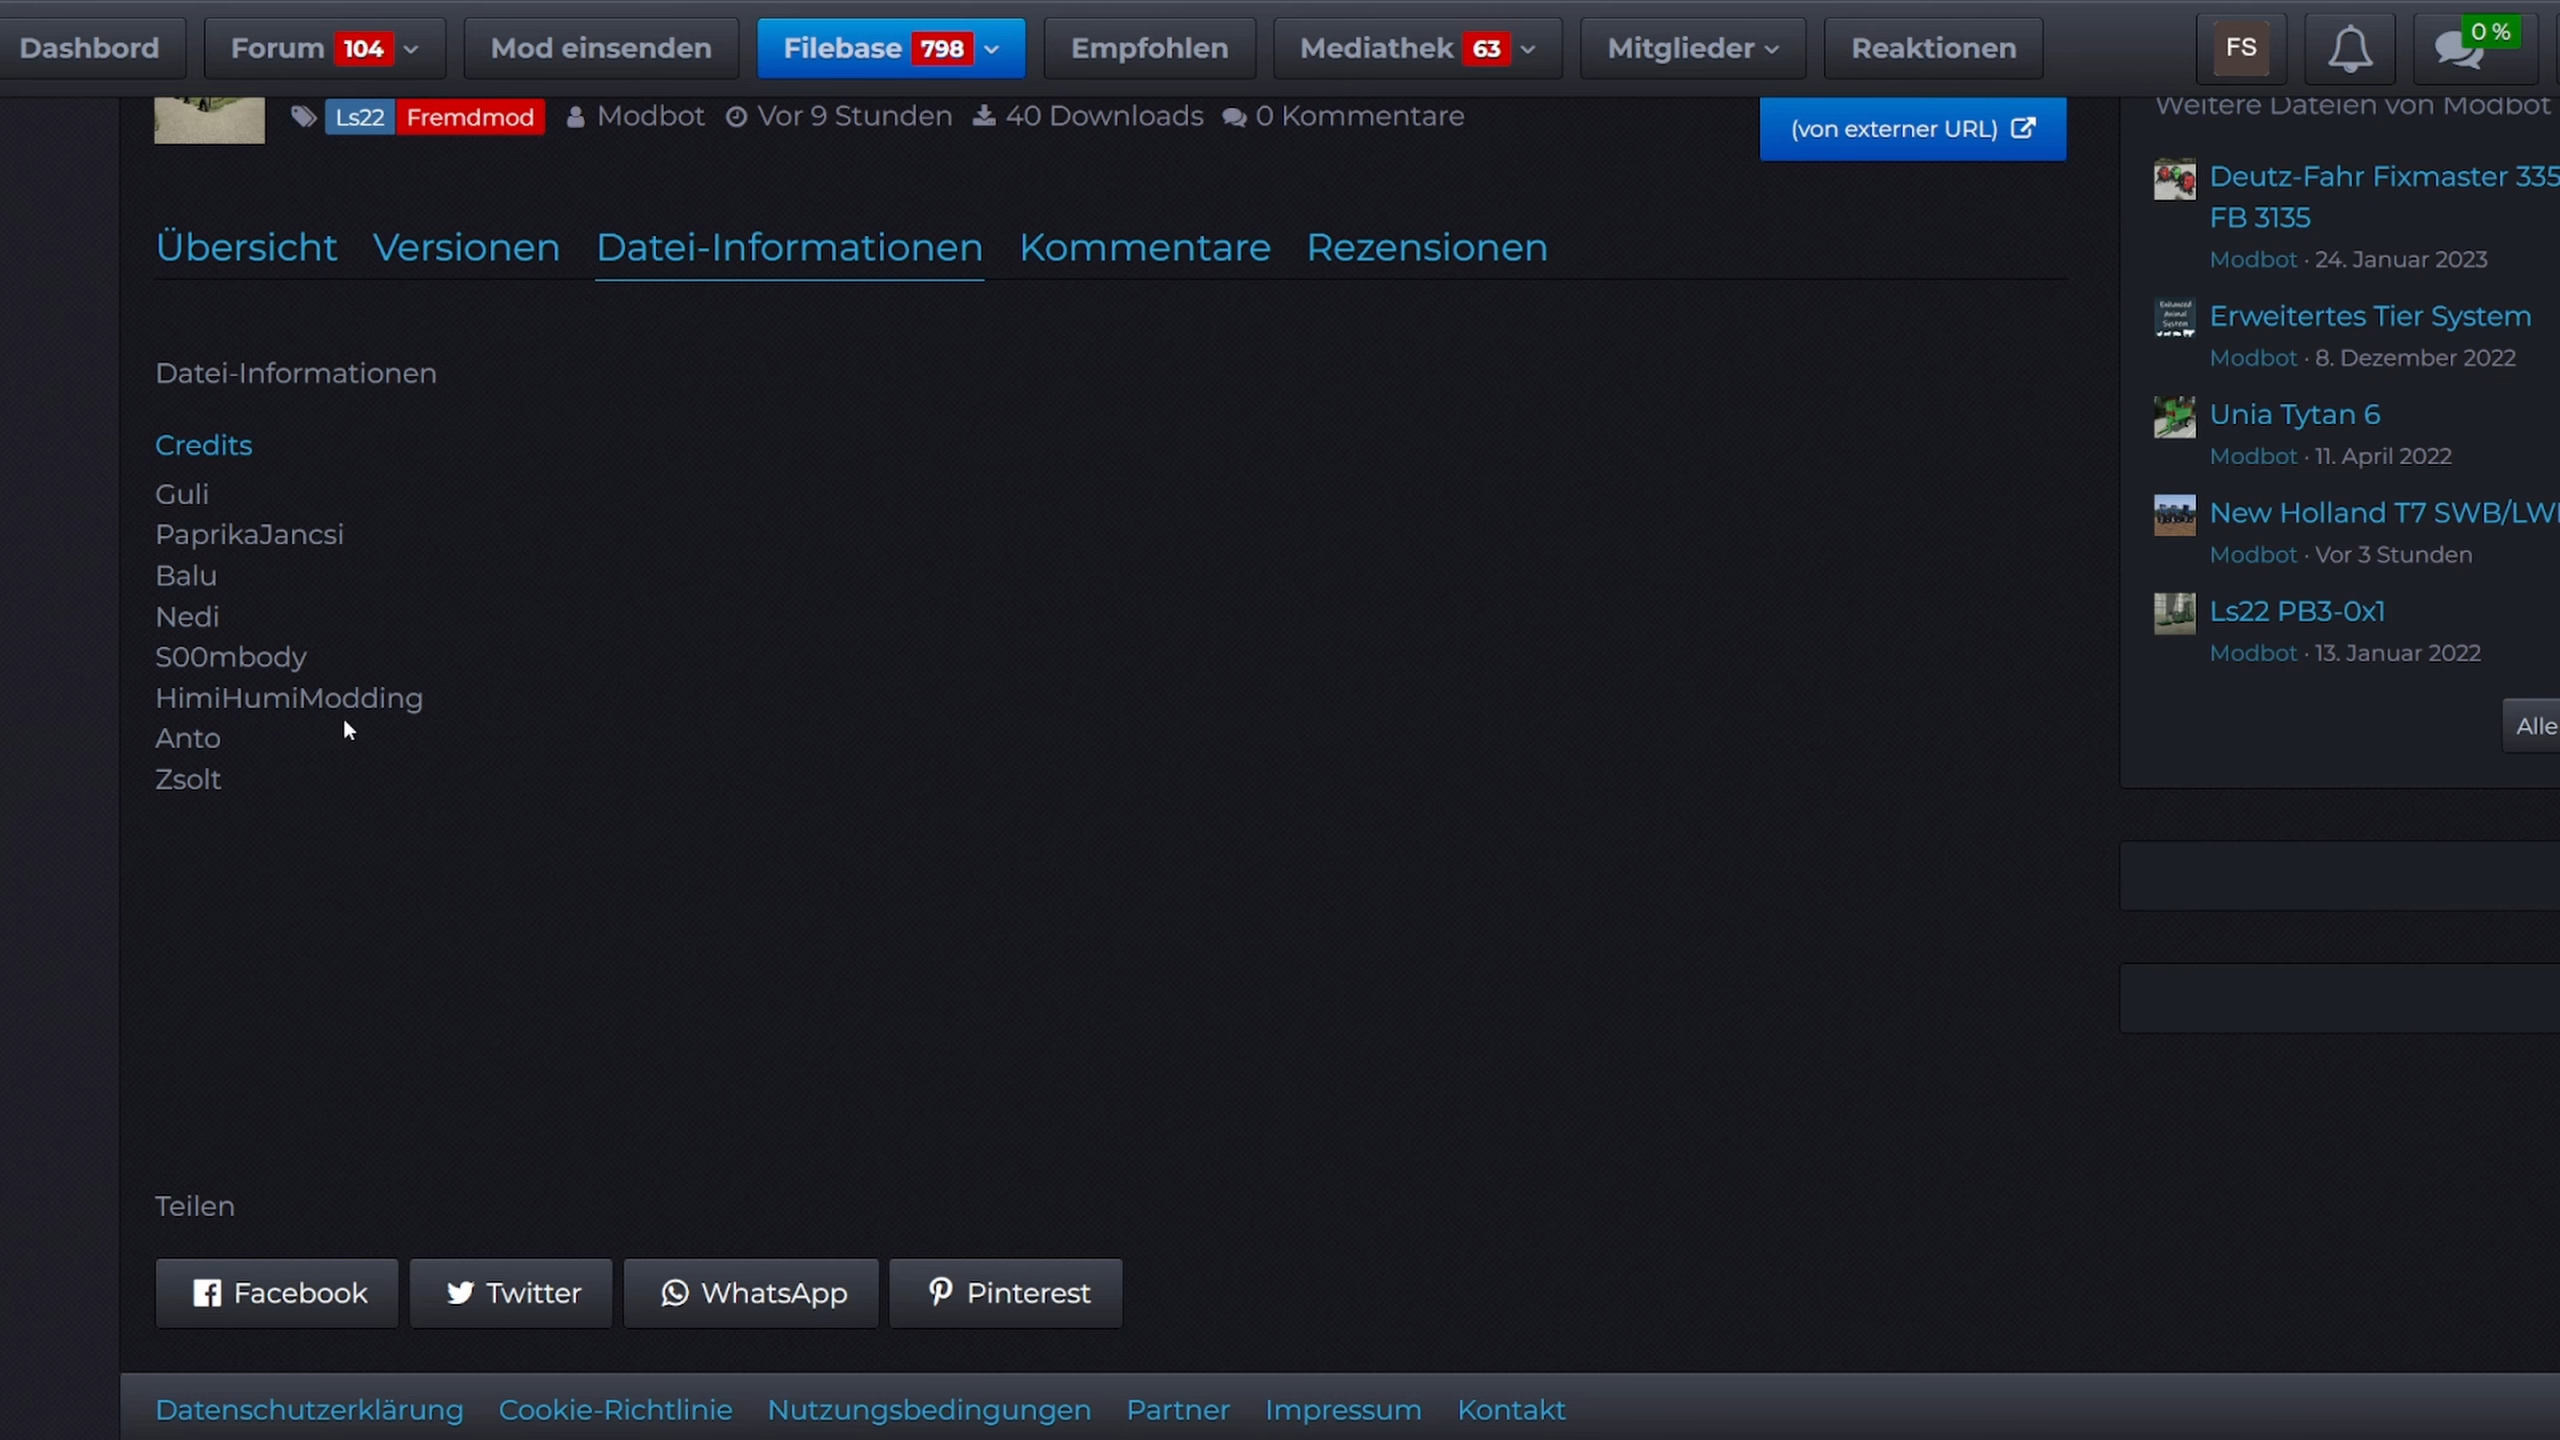 Dashbord
Forum 104
Mod einsenden
Filebase 798
Empfohlen
Mediathek 63
Mitglieder
Reaktionen
FS
0 %
Ls22 Fremdmod Modbot Vor 9 Stunden 40 Downloads 0 Kommentare
(von externer URL)
Übersicht Versionen Datei-Informationen Kommentare Rezensionen
Datei-Informationen
Credits
Guli
PaprikaJancsi
Balu
Nedi
S00mbody
HimiHumiModding
Anto
Zsolt
Teilen
Facebook
Twitter
WhatsApp
Pinterest
Weitere Dateien von Modbot
Deutz-Fahr Fixmaster 335
FB 3135
Modbot · 24. Januar 2023
Enhanced
Animal
System
Erweitertes Tier System
Modbot · 8. Dezember 2022
Unia Tytan 6
Modbot · 11. April 2022
New Holland T7 SWB/LW
Modbot · Vor 3 Stunden
Ls22 PB3-0x1
Modbot · 13. Januar 2022
Alle
Datenschutzerklärung Cookie-Richtlinie Nutzungsbedingungen Partner Impressum Kontakt